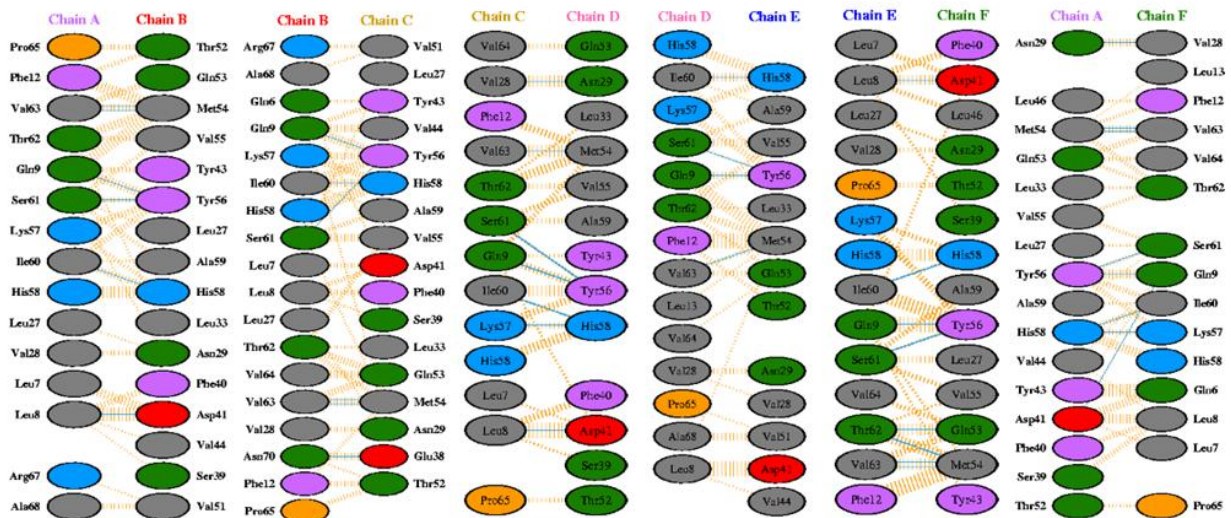 Chain A
Pro65
Phe12
Val63
Thr62
Gln9
Ser61
Lys57
Ile60
His58
Leu27
Val28
Leu7
Leu8
Arg67
Ala68
Chain B
Thr52
Gln53
Met54
Val55
Tyr43
Tyr56
Leu27
Ala59
His58
Leu33
Asn29
Phe40
Asp41
Val44
Ser39
Val51
Chain B
Arg67
Ala68
Gln6
Gln9
Lys57
Ile60
His58
Ser61
Leu7
Leu8
Leu27
Thr62
Val64
Val63
Val28
Asn70
Phe12
Pro65
Chain C
Val51
Leu27
Tyr43
Val44
Tyr56
His58
Ala59
Val55
Asp41
Phe40
Ser39
Leu33
Gln53
Met54
Asn29
Glu38
Thr52
Chain C
Val64
Val28
Phe12
Val63
Thr62
Ser61
Gln9
Ile60
Lys57
His58
Leu7
Leu8
Pro65
Chain D
Gln53
Asn29
Leu33
Met54
Val55
Ala59
Tyr43
Tyr56
His58
Phe40
Asp41
Ser39
Thr52
Chain D
His58
Ile60
Lys57
Ser61
Gln9
Thr62
Phe12
Val63
Leu13
Val64
Val28
Pro65
Ala68
Leu8
Chain E
His58
Ala59
Val55
Tyr56
Leu33
Met54
Gln53
Thr52
Asn29
Val28
Val51
Asp41
Val44
Chain E
Leu7
Leu8
Leu27
Val28
Pro65
Lys57
His58
Ile60
Gln9
Ser61
Val64
Thr62
Val63
Phe12
Chain F
Phe40
Asp41
Leu46
Asn29
Thr52
Ser39
His58
Ala59
Tyr56
Leu27
Val55
Gln53
Met54
Tyr43
Chain A
Asn29
Leu46
Met54
Gln53
Leu33
Val55
Leu27
Tyr56
Ala59
His58
Val44
Tyr43
Asp41
Phe40
Ser39
Thr52
Chain F
Val28
Leu13
Phe12
Val63
Val64
Thr62
Ser61
Gln9
Ile60
Lys57
His58
Gln6
Leu8
Leu7
Pro65